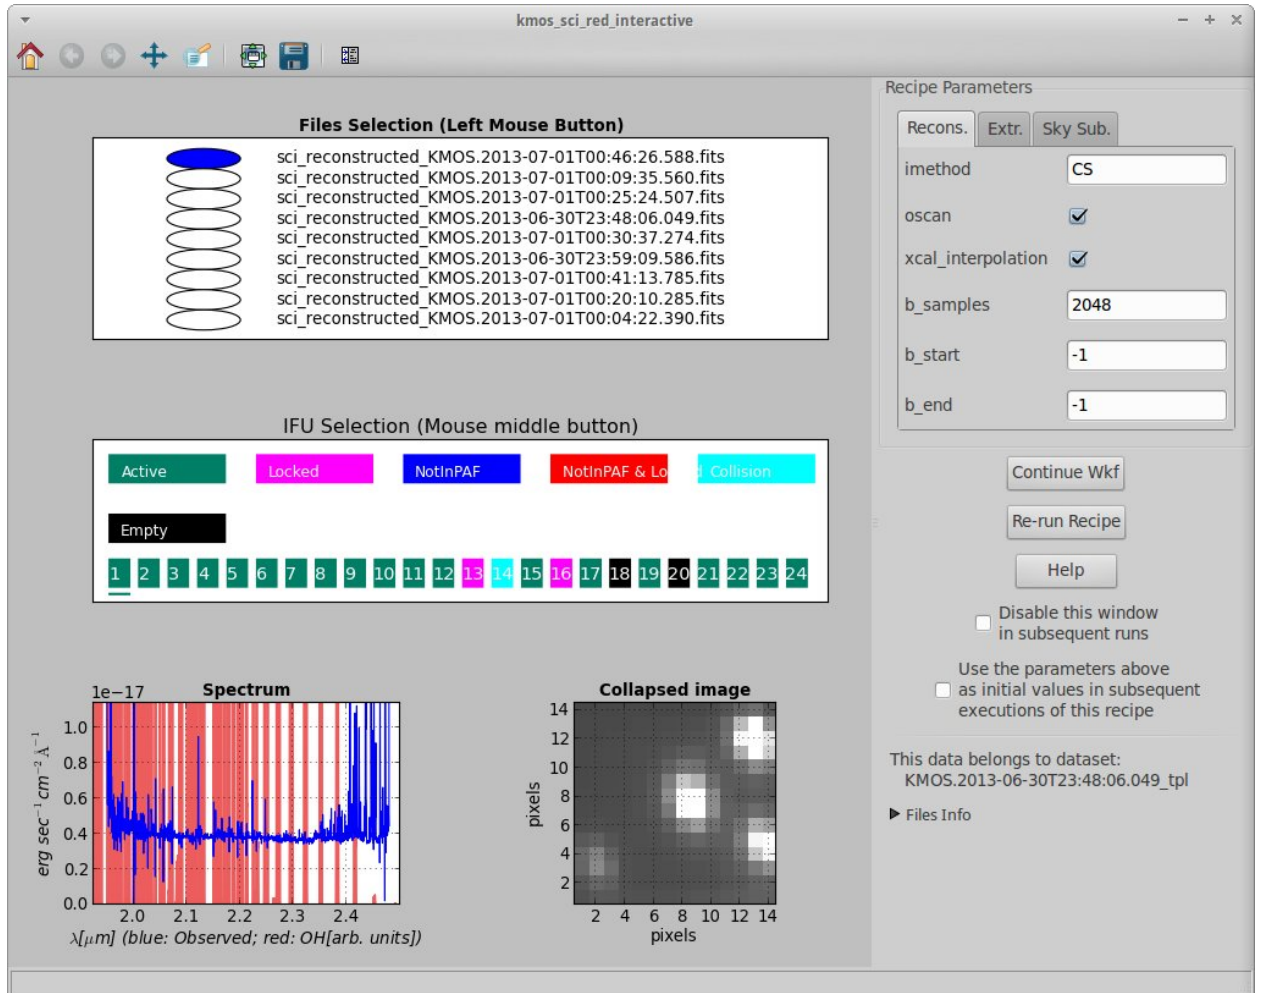 kmos_sci_red_interactive
Files Selection (Left Mouse Button)
sci_reconstructed_KMOS.2013-07-01T00:46:26.588.fits
sci_reconstructed_KMOS.2013-07-01T00:09:35.560.fits
sci_reconstructed_KMOS.2013-07-01T00:25:24.507.fits
sci_reconstructed_KMOS.2013-06-30T23:48:06.049.fits
sci_reconstructed_KMOS.2013-07-01T00:30:37.274.fits
sci_reconstructed_KMOS.2013-06-30T23:59:09.586.fits
sci_reconstructed_KMOS.2013-07-01T00:41:13.785.fits
sci_reconstructed_KMOS.2013-07-01T00:20:10.285.fits
sci_reconstructed_KMOS.2013-07-01T00:04:22.390.fits
IFU Selection (Mouse middle button)
Active Locked NotInPAF NotInPAF & Lo d Collision
Empty
1 2 3 4 5 6 7 8 9 10 11 12 13 14 15 16 17 18 19 20 21 22 23 24
1e−17 Spectrum
1.0
0.8
0.6
0.4
0.2
0.0
erg sec⁻¹ cm⁻² Å⁻¹
2.0 2.1 2.2 2.3 2.4
λ[μm] (blue: Observed; red: OH[arb. units])
Collapsed image
14
12
10
8
6
4
2
pixels
2 4 6 8 10 12 14
pixels
Recipe Parameters
Recons. Extr. Sky Sub.
imethod CS
oscan
xcal_interpolation
b_samples 2048
b_start -1
b_end -1
Continue Wkf
Re-run Recipe
Help
Disable this window
in subsequent runs
Use the parameters above
as initial values in subsequent
executions of this recipe
This data belongs to dataset:
KMOS.2013-06-30T23:48:06.049_tpl
Files Info